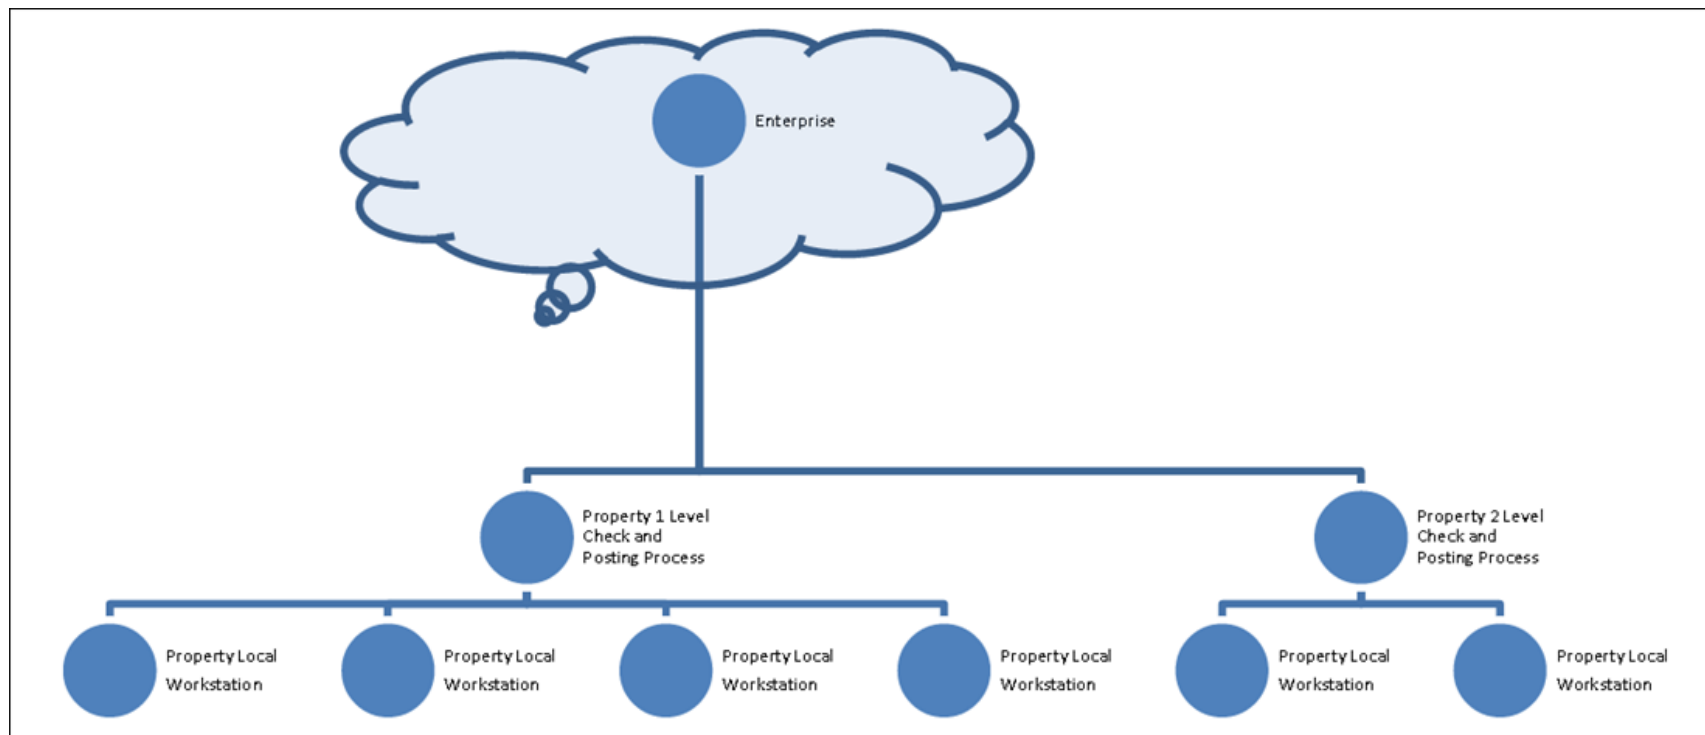 Enterprise
Property 1 Level
Check and
Posting Process
Property 2 Level
Check and
Posting Process
Property Local
Workstation
Property Local
Workstation
Property Local
Workstation
Property Local
Workstation
Property Local
Workstation
Property Local
Workstation